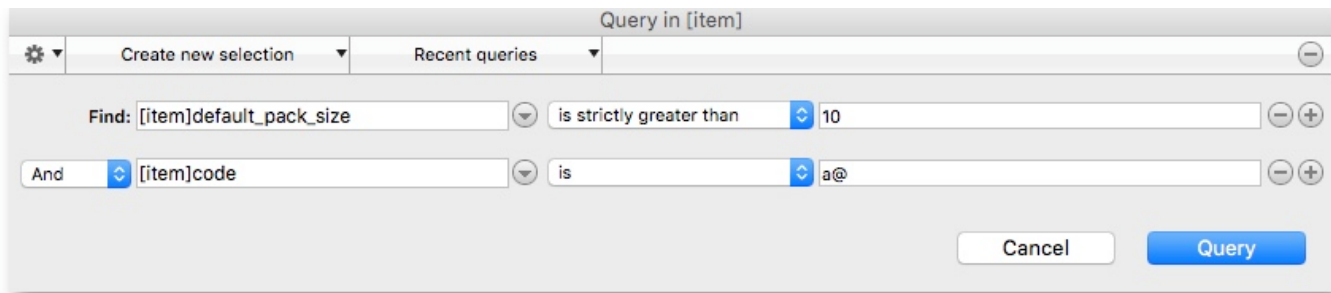 Query in [item]
Create new selection Recent queries
Find: [item]default_pack_size is strictly greater than 10
And [item]code is a@
Cancel Query